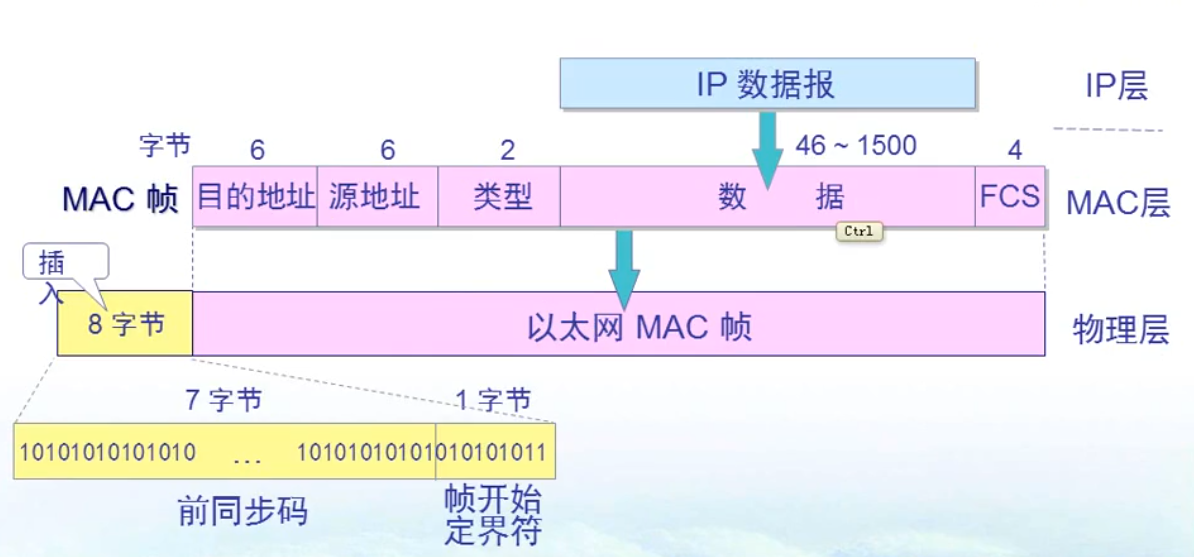 IP 数据报
IP层
字节
6
6
2
46 ~ 1500
4
MAC 帧
目的地址
源地址
类型
数 据
FCS
MAC层
Ctrl
插
入
8 字节
以太网 MAC 帧
物理层
7 字节
1 字节
10101010101010 … 10101010101010101011
前同步码
帧开始
定界符